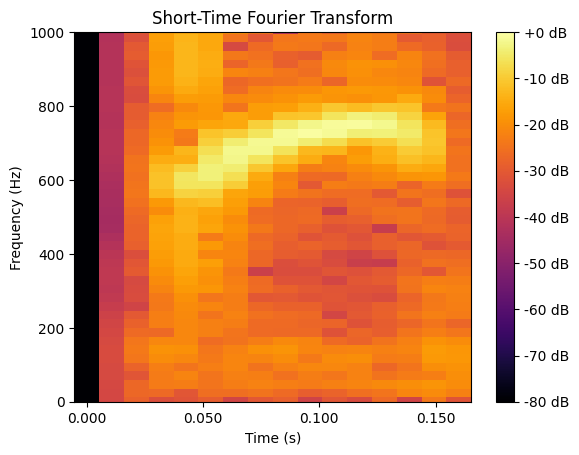 Short-Time Fourier Transform
1000
800
600
400
200
0
Frequency (Hz)
0.000
0.050
0.100
0.150
Time (s)
+0 dB
-10 dB
-20 dB
-30 dB
-40 dB
-50 dB
-60 dB
-70 dB
-80 dB